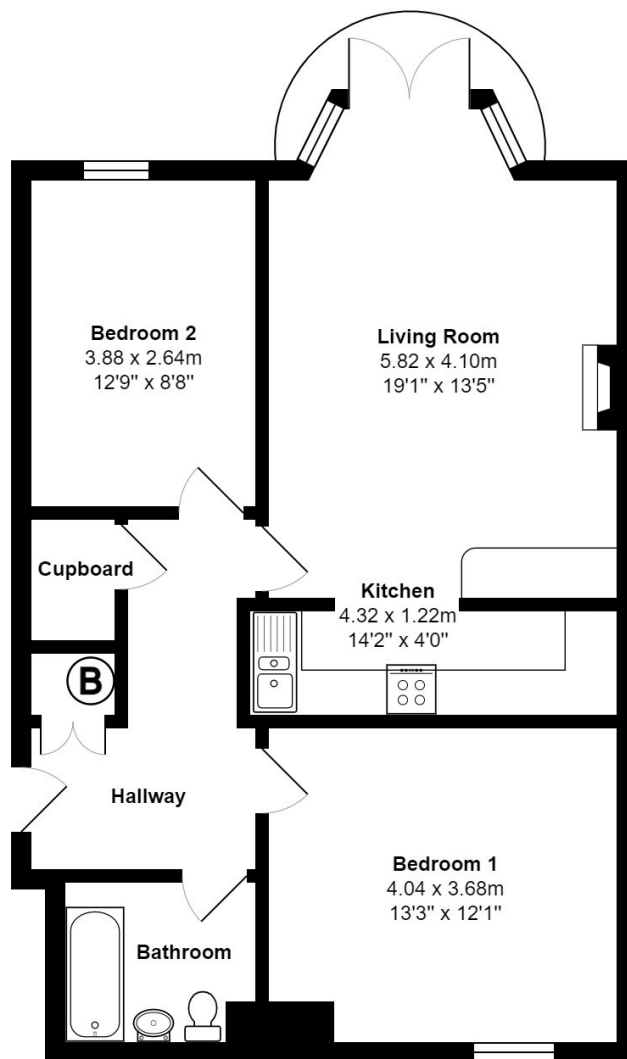 Bedroom 2
3.88 x 2.64m
12'9" x 8'8"
Living Room
5.82 x 4.10m
19'1" x 13'5"
Cupboard
Kitchen
4.32 x 1.22m
14'2" x 4'0"
B
Hallway
Bedroom 1
4.04 x 3.68m
13'3" x 12'1"
Bathroom